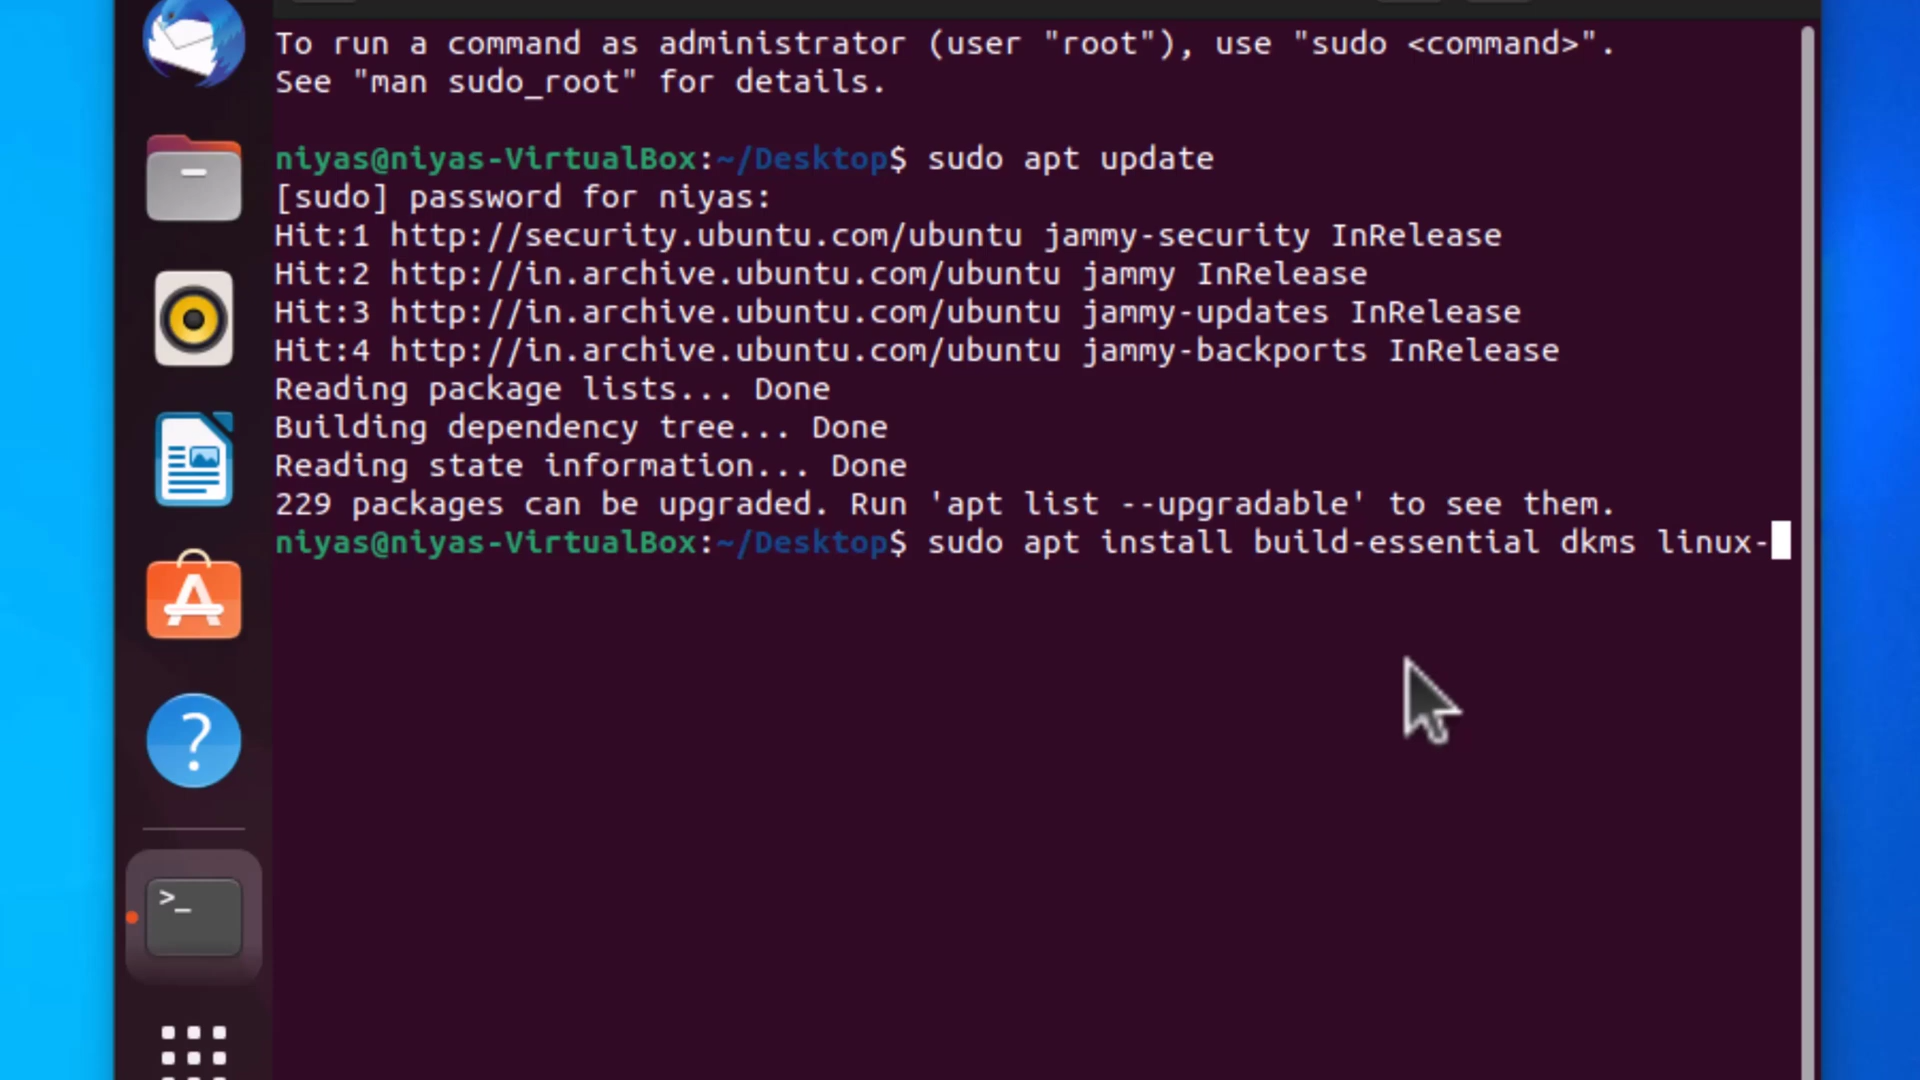 To run a command as administrator (user "root"), use "sudo <command>".
See "man sudo_root" for details.
niyas@niyas-VirtualBox:~/Desktop$ sudo apt update
[sudo] password for niyas:
Hit:1 http://security.ubuntu.com/ubuntu jammy-security InRelease
Hit:2 http://in.archive.ubuntu.com/ubuntu jammy InRelease
Hit:3 http://in.archive.ubuntu.com/ubuntu jammy-updates InRelease
Hit:4 http://in.archive.ubuntu.com/ubuntu jammy-backports InRelease
Reading package lists... Done
Building dependency tree... Done
Reading state information... Done
229 packages can be upgraded. Run 'apt list --upgradable' to see them.
niyas@niyas-VirtualBox:~/Desktop$ sudo apt install build-essential dkms linux-